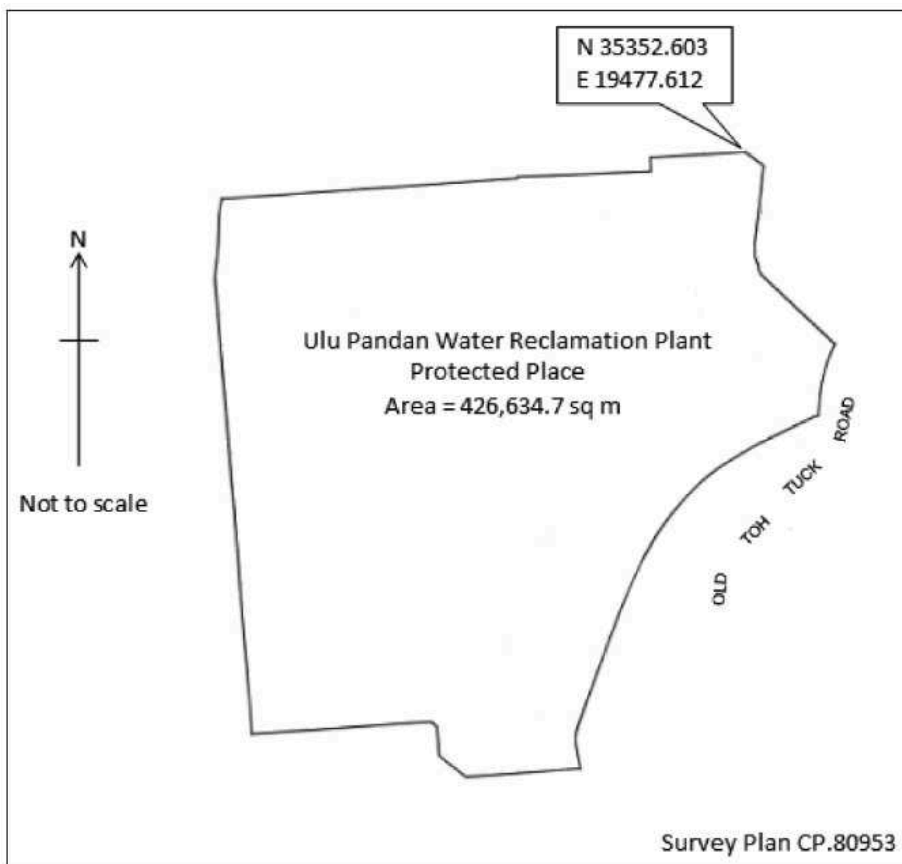 N 35352.603
E 19477.612
N
Ulu Pandan Water Reclamation Plant
Protected Place
Area = 426,634.7 sq m
Not to scale
OLD TOH TUCK ROAD
Survey Plan CP.80953